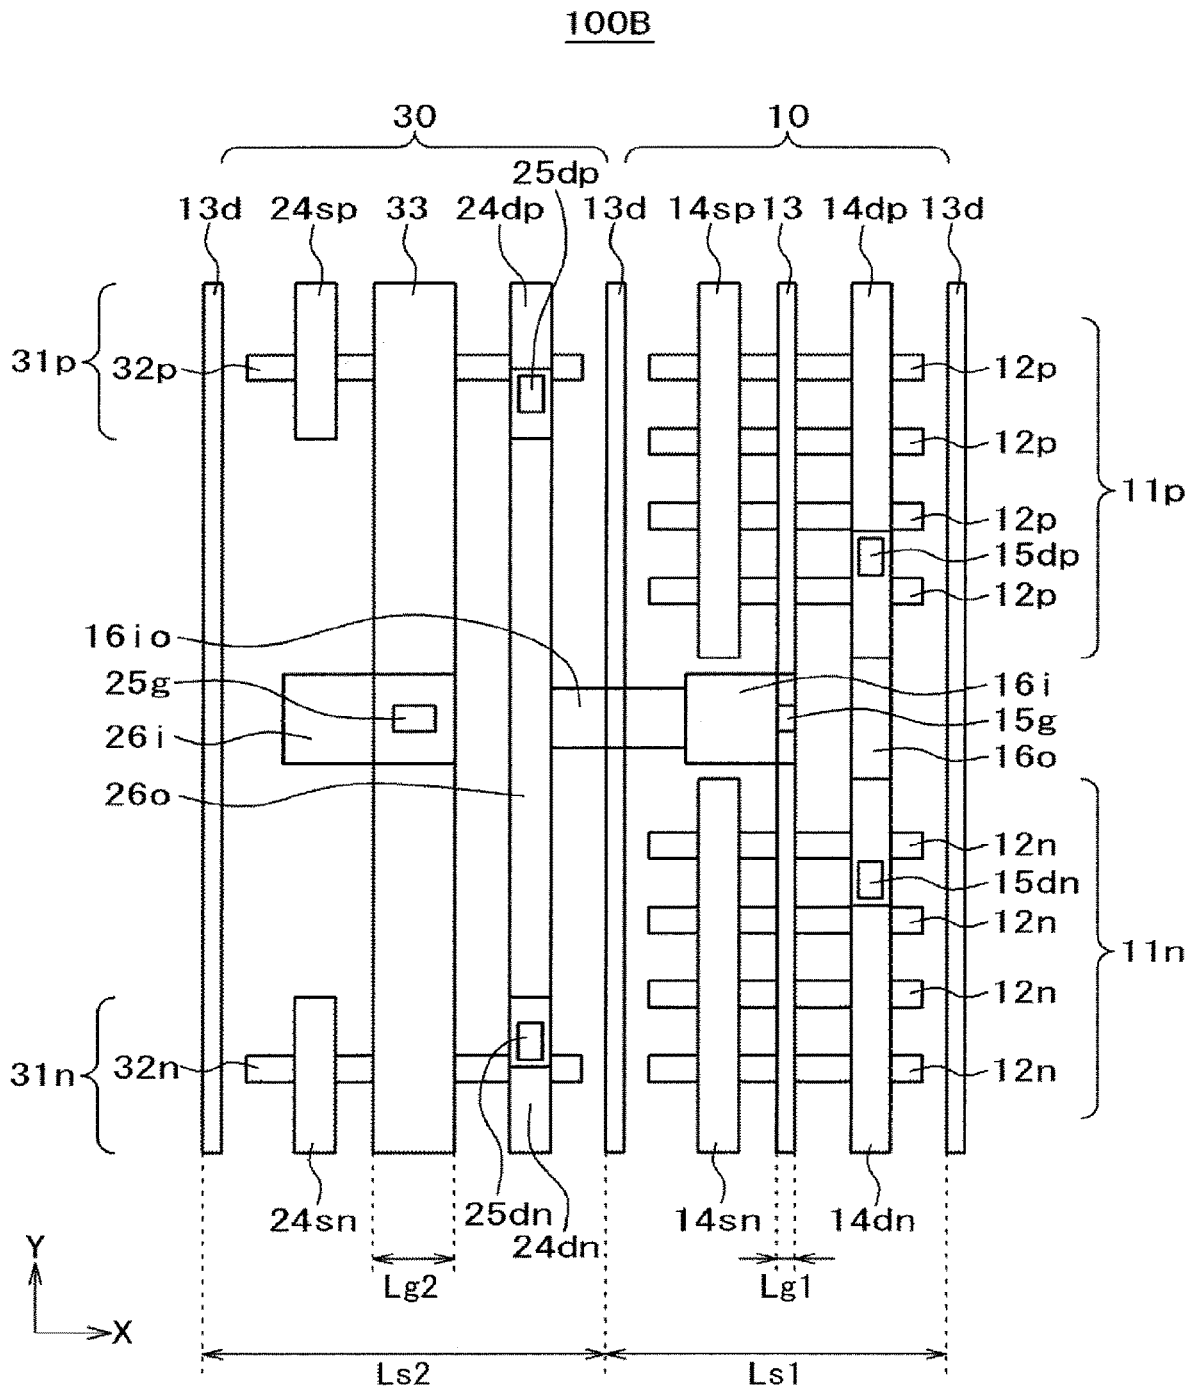 100B
30 10
25dp
13d 24sp 33 24dp 13d 14sp 13 14dp 13d
31p 32p 12p
12p
11p
12p
15dp
12p
16io
25g 16i
26i 15g
26o 16o
12n
15dn
12n
11n
12n
31n 32n 12n
24sn 25dn 14sn 14dn
24dn
Y
Lg2 Lg1
X
Ls2 Ls1